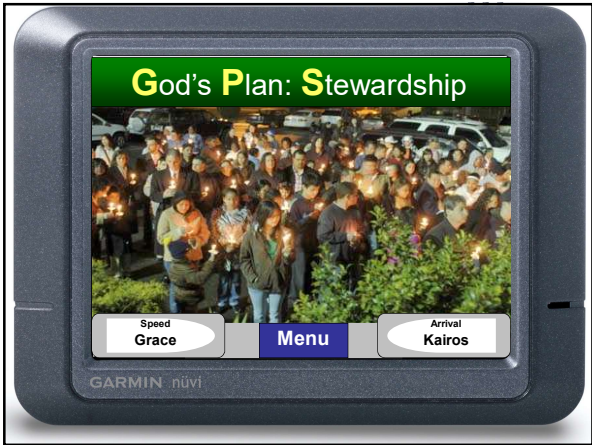 God's Plan: Stewardship
Speed
Grace
Menu
Arrival
Kairos
GARMIN nüvi